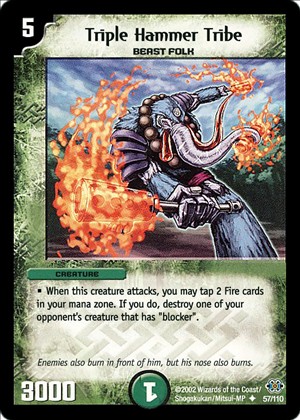 5 Triple Hammer Tribe
BEAST FOLK
CREATURE
▪ When this creature attacks, you may tap 2 Fire cards
in your mana zone. If you do, destroy one of your
opponent's creature that has "blocker".
Enemies also burn in front of him, but his nose also burns.
3000
1
©2002 Wizards of the Coast/
Shogakukan/Mitsui-MP ♦ 57/110